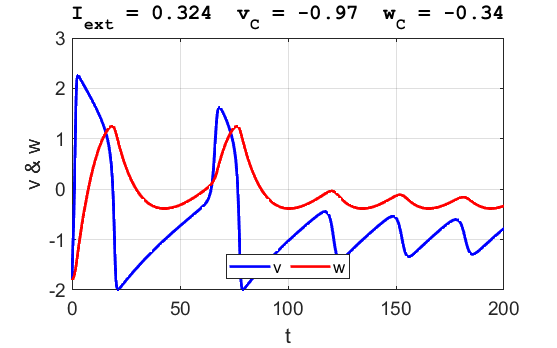 I_ext = 0.324 v_C = -0.97 w_C = -0.34
3
2
1
0
-1
-2
v & w
v w
0 50 100 150 200
t